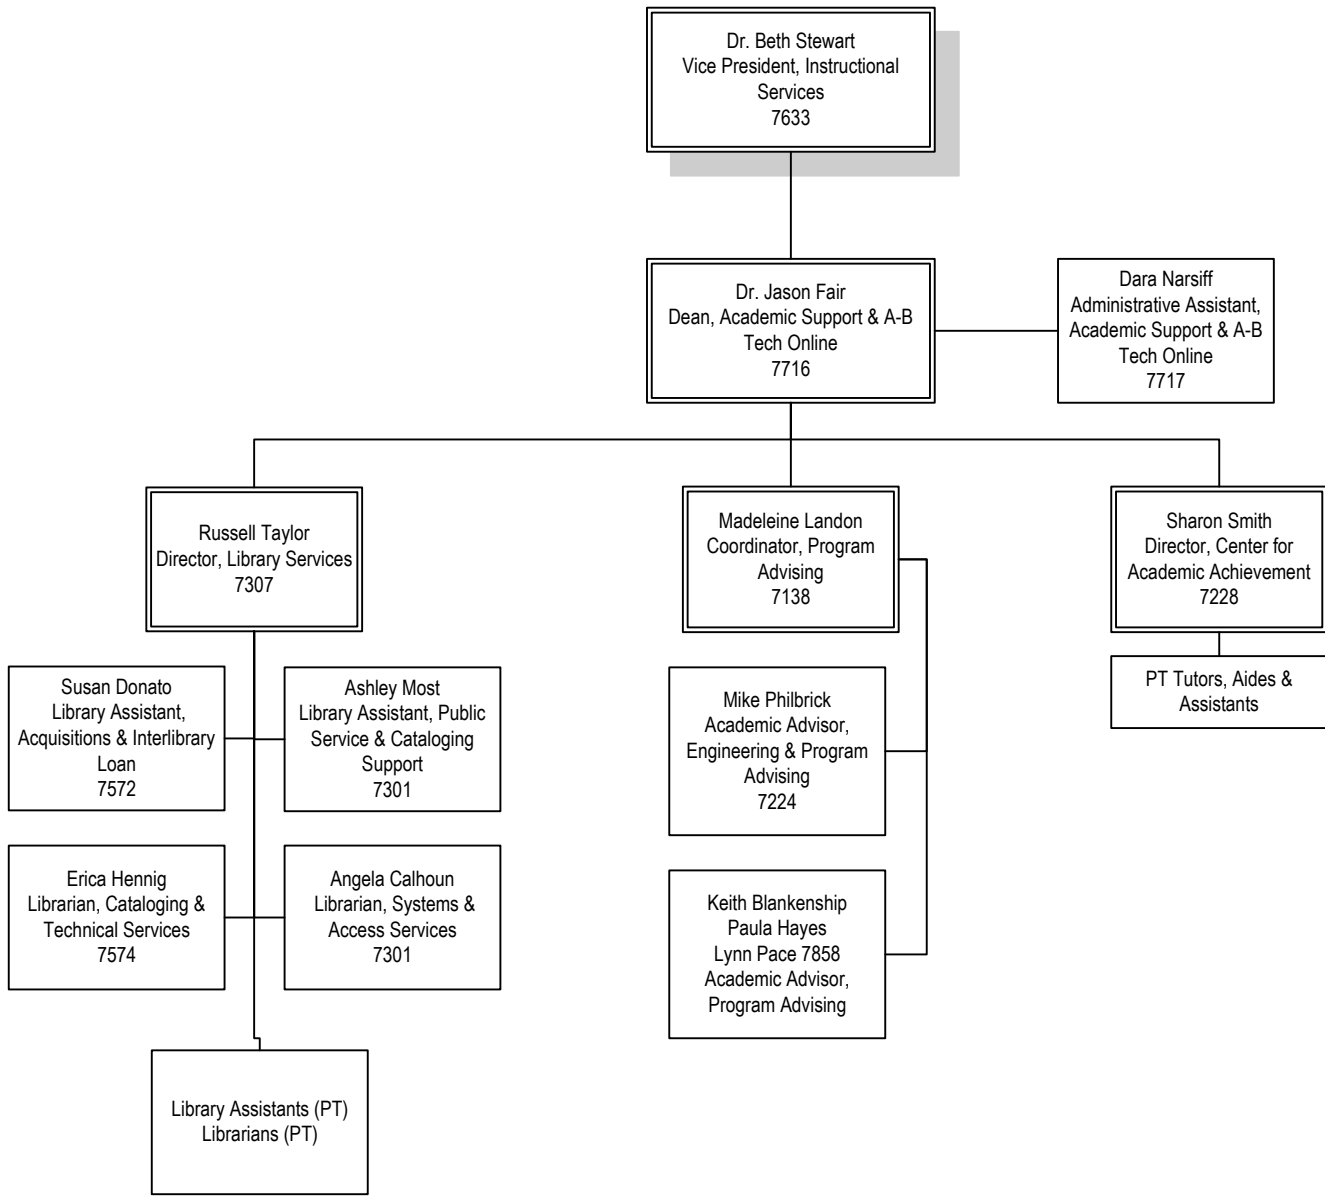 Dr. Beth Stewart
Vice President, Instructional
Services
7633
Dr. Jason Fair
Dean, Academic Support & A-B
Tech Online
7716
Dara Narsiff
Administrative Assistant,
Academic Support & A-B
Tech Online
7717
Russell Taylor
Director, Library Services
7307
Madeleine Landon
Coordinator, Program
Advising
7138
Sharon Smith
Director, Center for
Academic Achievement
7228
Susan Donato
Library Assistant,
Acquisitions & Interlibrary
Loan
7572
Ashley Most
Library Assistant, Public
Service & Cataloging
Support
7301
Mike Philbrick
Academic Advisor,
Engineering & Program
Advising
7224
PT Tutors, Aides &
Assistants
Erica Hennig
Librarian, Cataloging &
Technical Services
7574
Angela Calhoun
Librarian, Systems &
Access Services
7301
Keith Blankenship
Paula Hayes
Lynn Pace 7858
Academic Advisor,
Program Advising
Library Assistants (PT)
Librarians (PT)